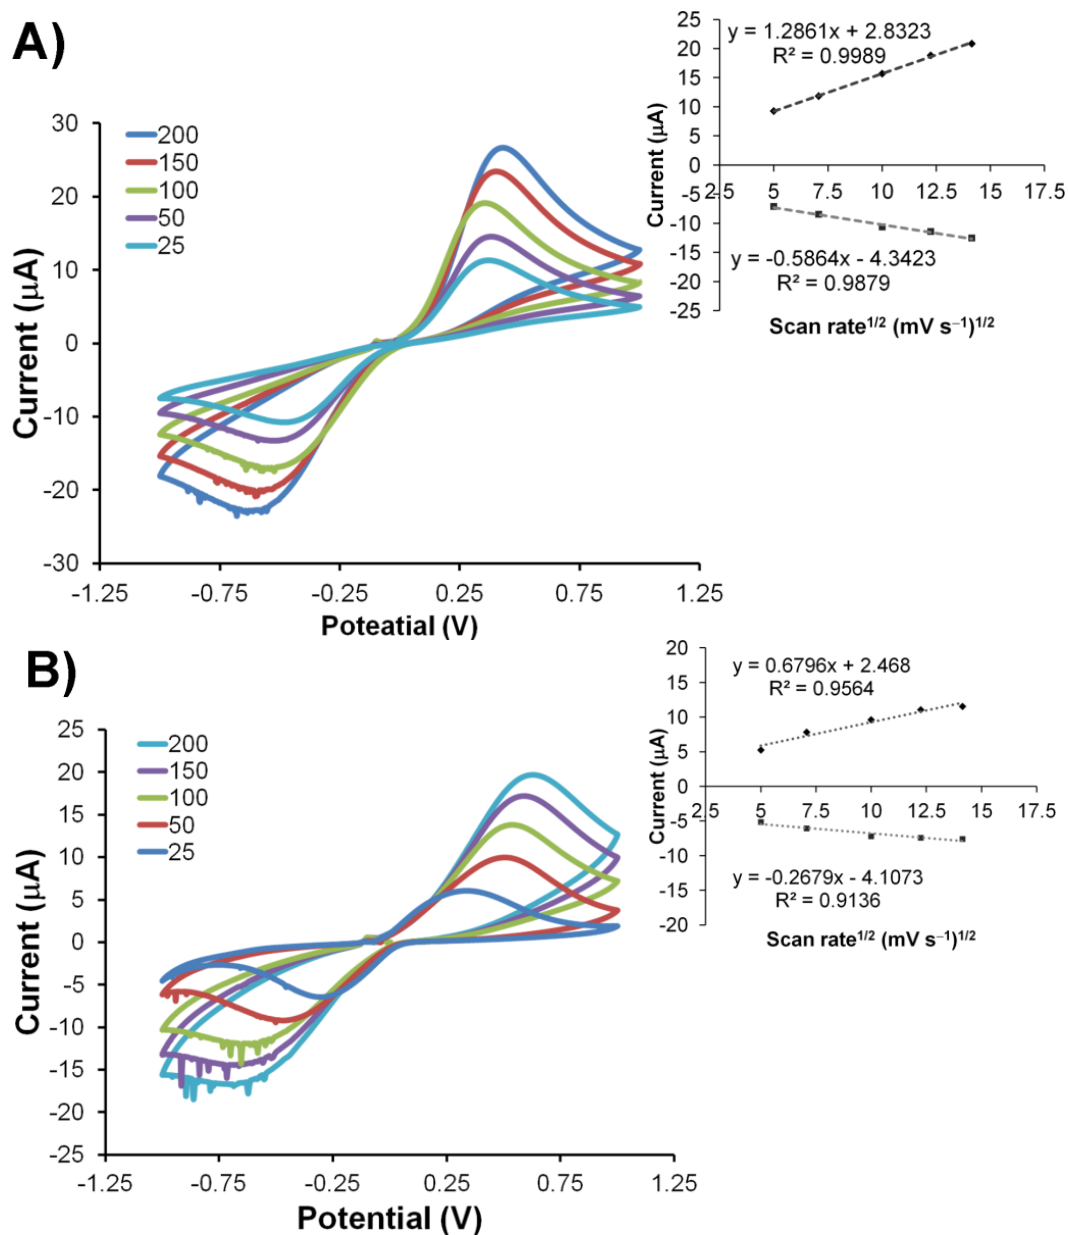 A)
y = 1.2861x + 2.8323
R² = 0.9989
25
20
15
10
5
0
-5
-10
-15
-20
-25
2.5 5 7.5 10 12.5 15 17.5
Current (µA)
y = -0.5864x - 4.3423
R² = 0.9879
Scan rate¹/² (mV s⁻¹)¹/²
200
150
100
50
25
30
20
10
0
-10
-20
-30
Current (µA)
-1.25 -0.75 -0.25 0.25 0.75 1.25
Poteatial (V)
B)
y = 0.6796x + 2.468
R² = 0.9564
20
15
10
5
0
-5
-10
-15
-20
2.5 5 7.5 10 12.5 15 17.5
Current (µA)
y = -0.2679x - 4.1073
R² = 0.9136
Scan rate¹/² (mV s⁻¹)¹/²
200
150
100
50
25
25
20
15
10
5
0
-5
-10
-15
-20
-25
Current (µA)
-1.25 -0.75 -0.25 0.25 0.75 1.25
Potential (V)